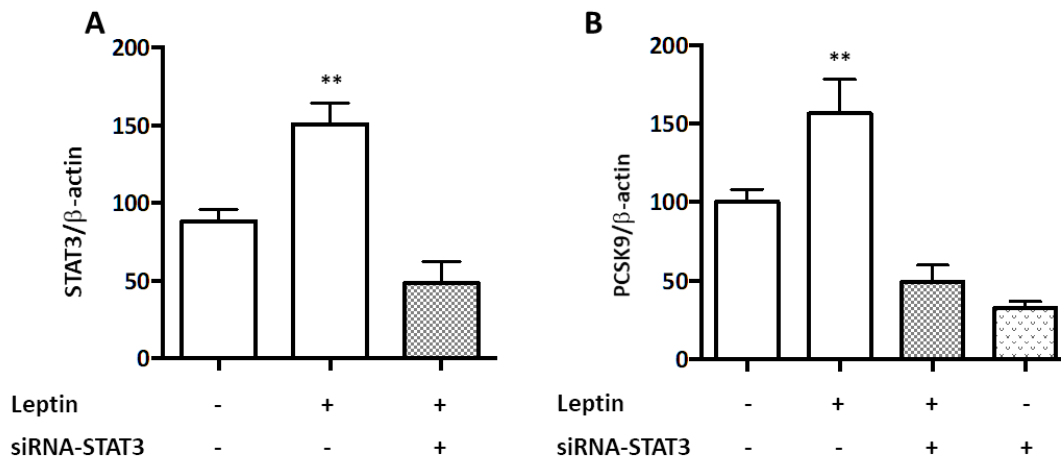 A
STAT3/β-actin
200
150
100
50
0
**
Leptin - + +
siRNA-STAT3 - - +
B
PCSK9/β-actin
200
150
100
50
0
**
Leptin - + + -
siRNA-STAT3 - - + +